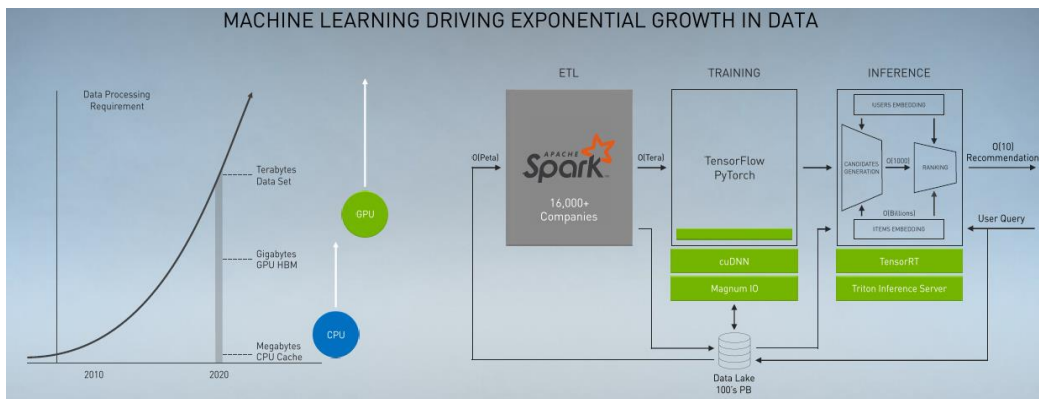 MACHINE LEARNING DRIVING EXPONENTIAL GROWTH IN DATA
Data Processing
Requirement
Terabytes
Data Set
Gigabytes
GPU HBM
Megabytes
CPU Cache
2010
2020
GPU
CPU
ETL
O(Peta)
APACHE
Spark
16,000+
Companies
O(Tera)
TRAINING
TensorFlow
PyTorch
cuDNN
Magnum IO
Data Lake
100's PB
INFERENCE
USERS EMBEDDING
CANDIDATES
GENERATION
O(1000)
RANKING
O(Billions)
ITEMS EMBEDDING
TensorRT
Triton Inference Server
O(10)
Recommendation
User Query